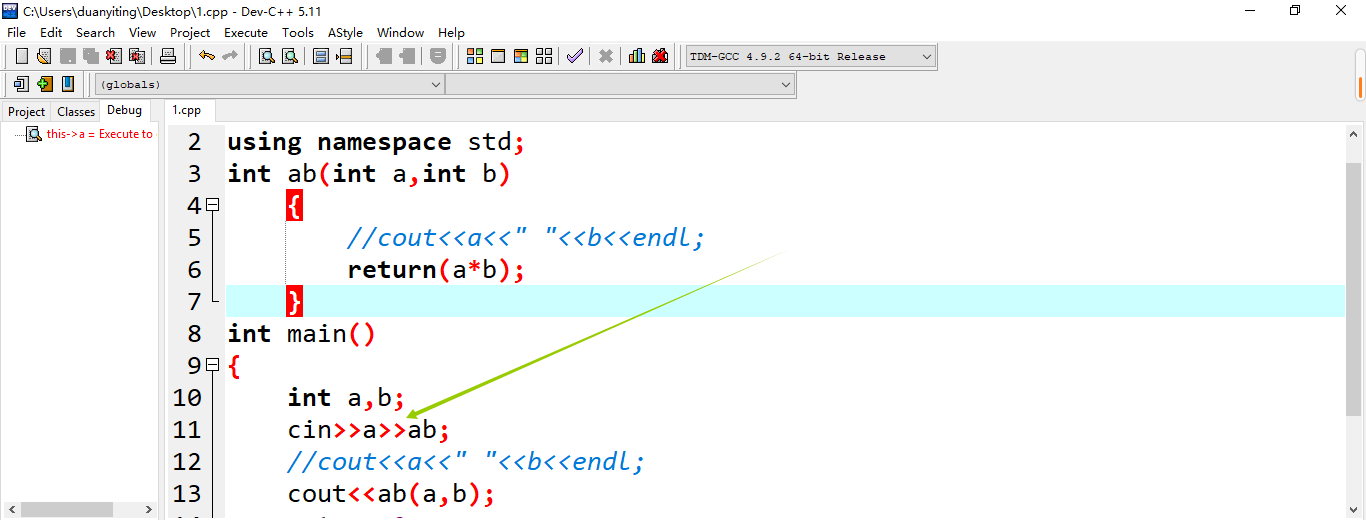 C:\Users\duanyiting\Desktop\1.cpp - Dev-C++ 5.11
File Edit Search View Project Execute Tools AStyle Window Help
TDM-GCC 4.9.2 64-bit Release
(globals)
Project Classes Debug
1.cpp
this->a = Execute to
2 using namespace std;
3 int ab(int a,int b)
4 {
5 //cout<<a<<" "<<b<<endl;
6 return(a*b);
7 }
8 int main()
9 {
10 int a,b;
11 cin>>a>>ab;
12 //cout<<a<<" "<<b<<endl;
13 cout<<ab(a,b);